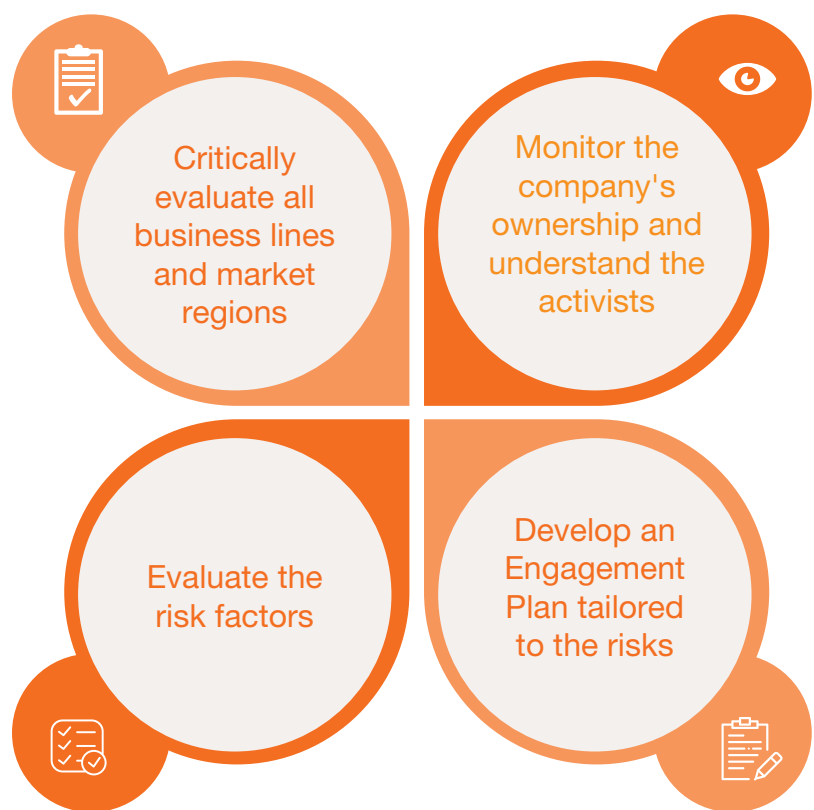 Critically
evaluate all
business lines
and market
regions
Monitor the
company's
ownership and
understand the
activists
Evaluate the
risk factors
Develop an
Engagement
Plan tailored
to the risks